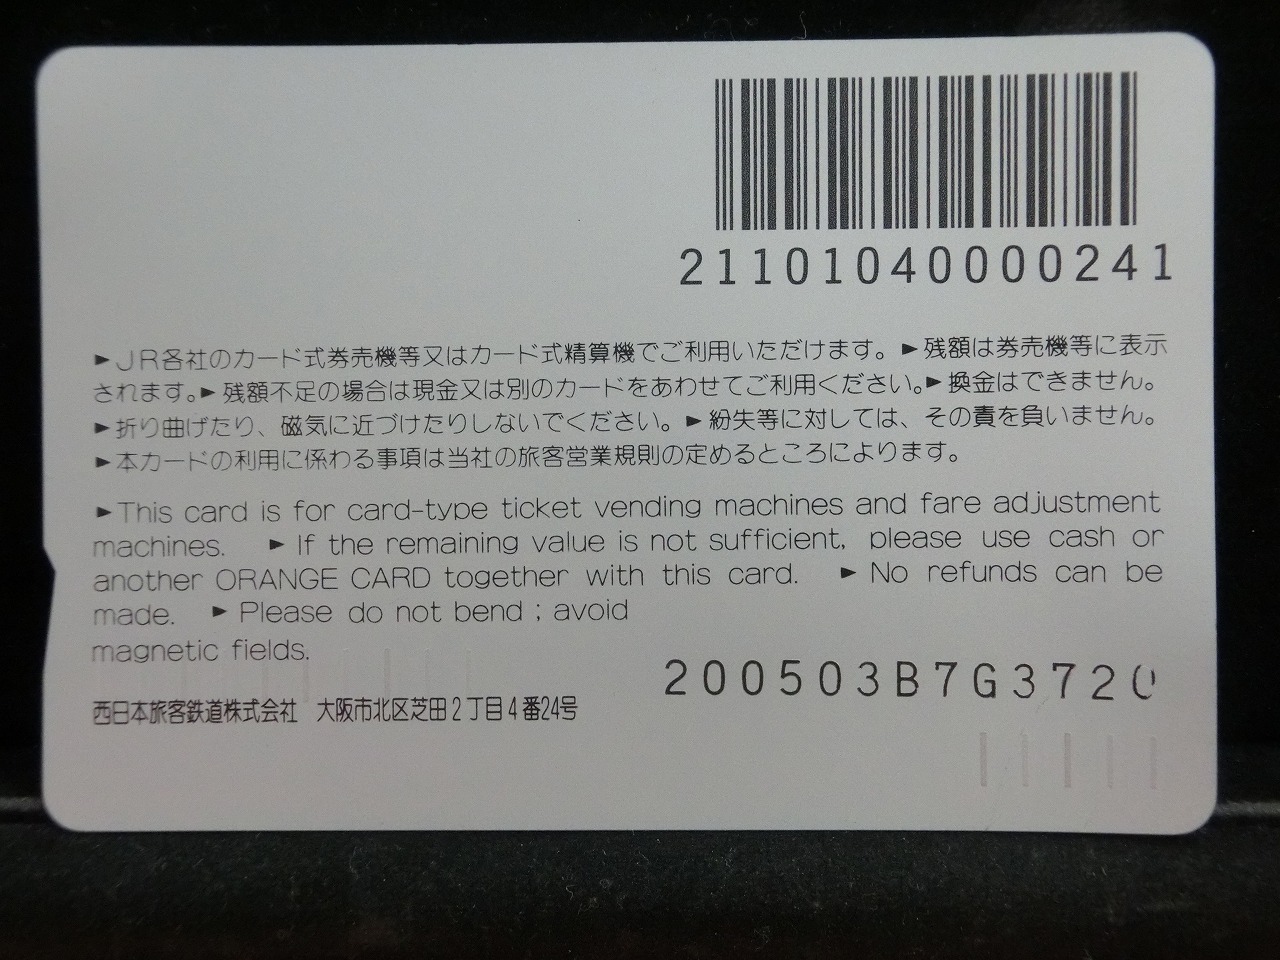 21101040000241
►JR各社のカード式券売機等又はカード式精算機でご利用いただけます。►残額は券売機等に表示
されます。►残額不足の場合は現金又は別のカードをあわせてご利用ください。►換金はできません。
►折り曲げたり、磁気に近づけたりしないでください。►紛失等に対しては、その責を負いません。
►本カードの利用に係わる事項は当社の旅客営業規則の定めるところによります。
►This card is for card-type ticket vending machines and fare adjustment
machines. ►If the remaining value is not sufficient, please use cash or
another ORANGE CARD together with this card. ►No refunds can be
made. ►Please do not bend ; avoid
magnetic fields.
200503B7G3720
西日本旅客鉄道株式会社 大阪市北区芝田2丁目4番24号